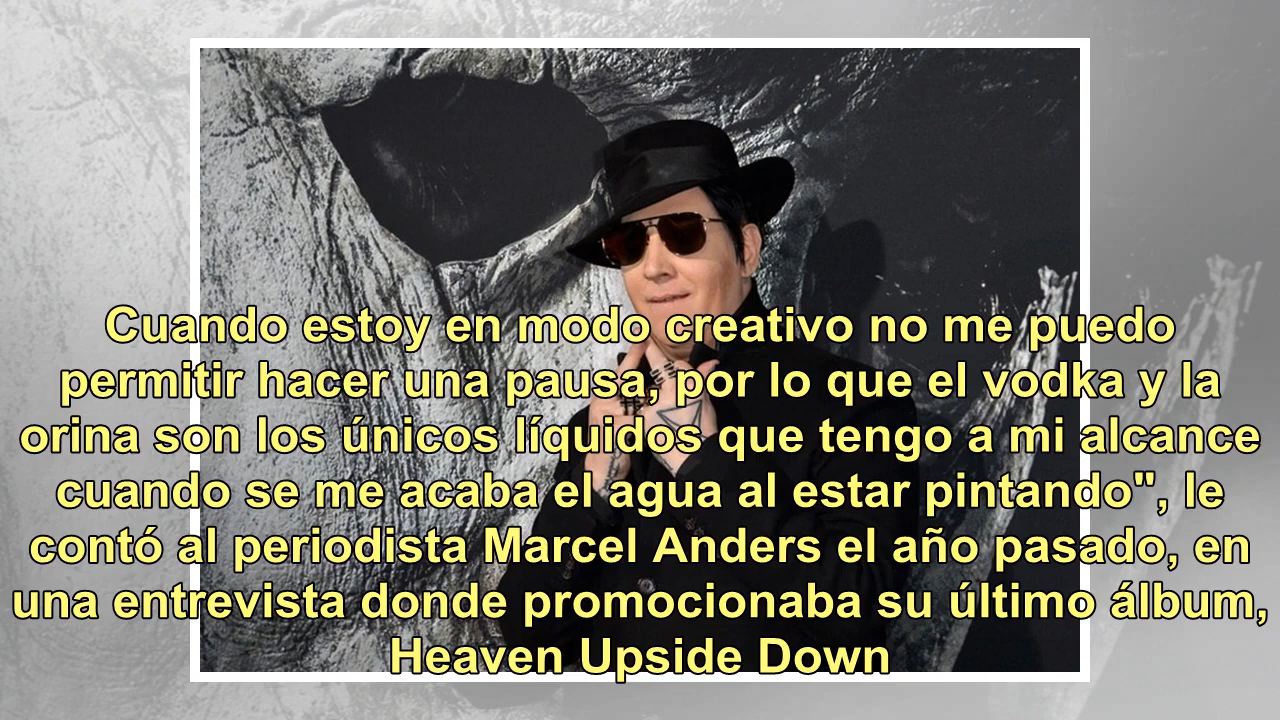 Cuando estoy en modo creativo no me puedo
permitir hacer una pausa, por lo que el vodka y la
orina son los únicos líquidos que tengo a mi alcance
cuando se me acaba el agua al estar pintando", le
contó al periodista Marcel Anders el año pasado, en
una entrevista donde promocionaba su último álbum,
Heaven Upside Down